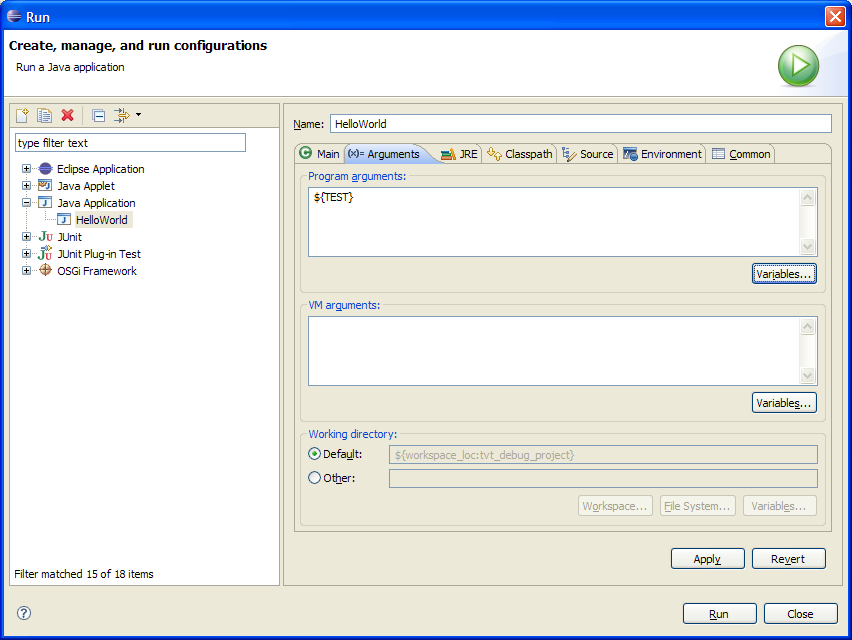 Run
Create, manage, and run configurations
Run a Java application
type filter text
Eclipse Application
Java Applet
Java Application
HelloWorld
JUnit
JUnit Plug-in Test
OSGi Framework
Filter matched 15 of 18 items
Name: HelloWorld
Main (x)= Arguments JRE Classpath Source Environment Common
Program arguments:
${TEST}
Variables...
VM arguments:
Variables...
Working directory:
Default: ${workspace_loc:tvt_debug_project}
Other:
Workspace... File System... Variables...
Apply Revert
Run Close